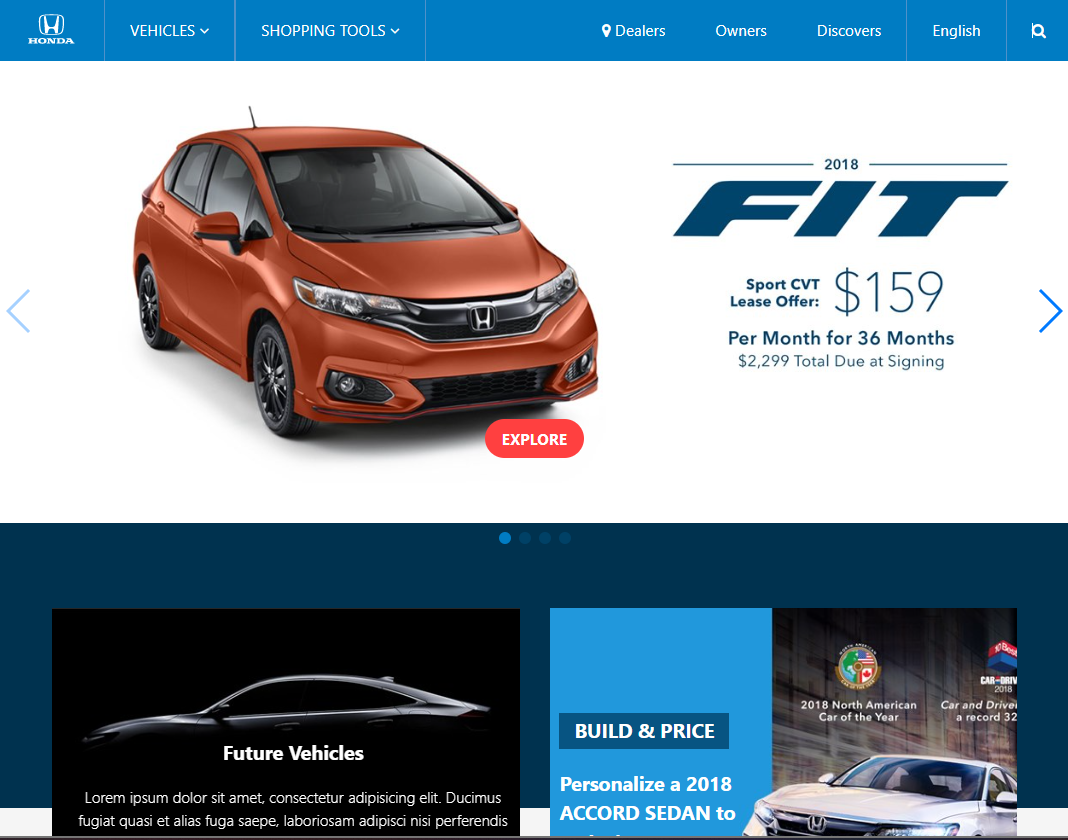 HONDA
VEHICLES
SHOPPING TOOLS
Dealers
Owners
Discovers
English
2018
FIT
Sport CVT
Lease Offer:
$159
Per Month for 36 Months
$2,299 Total Due at Signing
EXPLORE
Future Vehicles
Lorem ipsum dolor sit amet, consectetur adipisicing elit. Ducimus
fugiat quasi et alias fuga saepe, laboriosam adipisci nisi perferendis
BUILD & PRICE
Personalize a 2018
ACCORD SEDAN to
2018 North American
Car of the Year
10Best
CAR
2018
Car and
a record 32